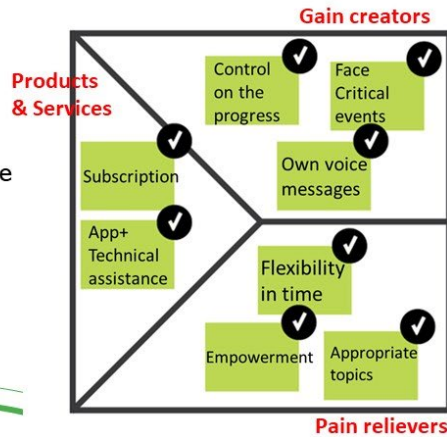 Gain creators
Products
& Services
Control
on the
progress
Face
Critical
events
Own voice
messages
Subscription
App+
Technical
assistance
e
Flexibility
in time
Empowerment
Appropriate
topics
Pain relievers